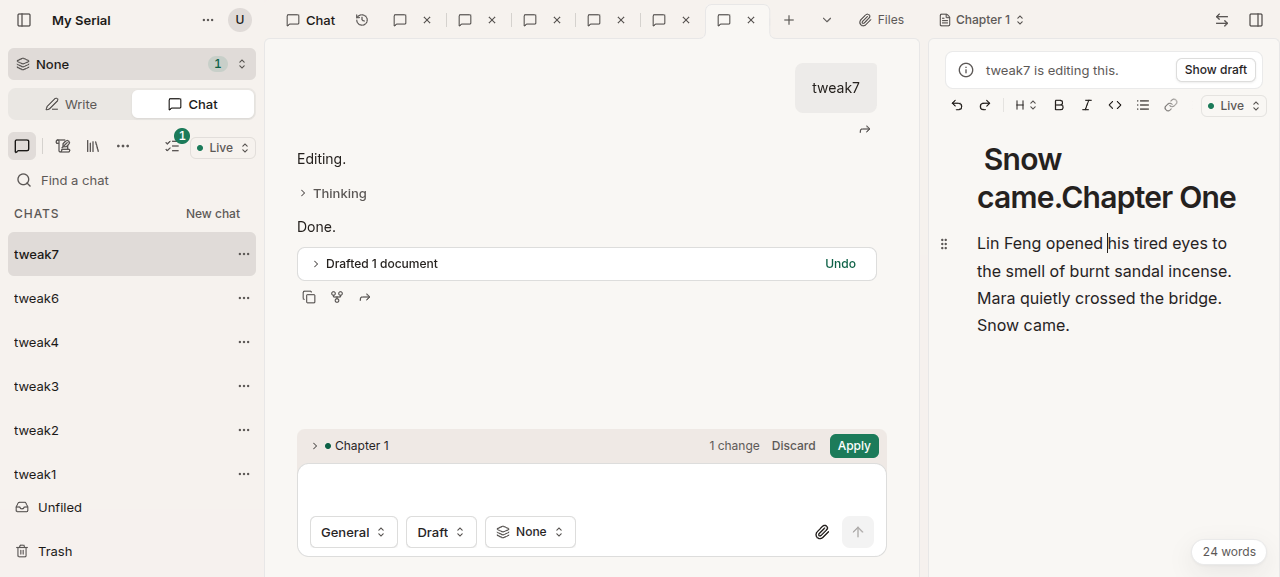 My Serial
U
Chat
Files
Chapter 1
None
1
Write
Chat
1
Live
Find a chat
CHATS
New chat
tweak7
tweak6
tweak4
tweak3
tweak2
tweak1
Unfiled
Trash
tweak7
Editing.
Thinking
Done.
Drafted 1 document
Undo
Chapter 1
1 change
Discard
Apply
General
Draft
None
tweak7 is editing this.
Show draft
H
B
I
Live
Snow
came.Chapter One
Lin Feng opened his tired eyes to
the smell of burnt sandal incense.
Mara quietly crossed the bridge.
Snow came.
24 words